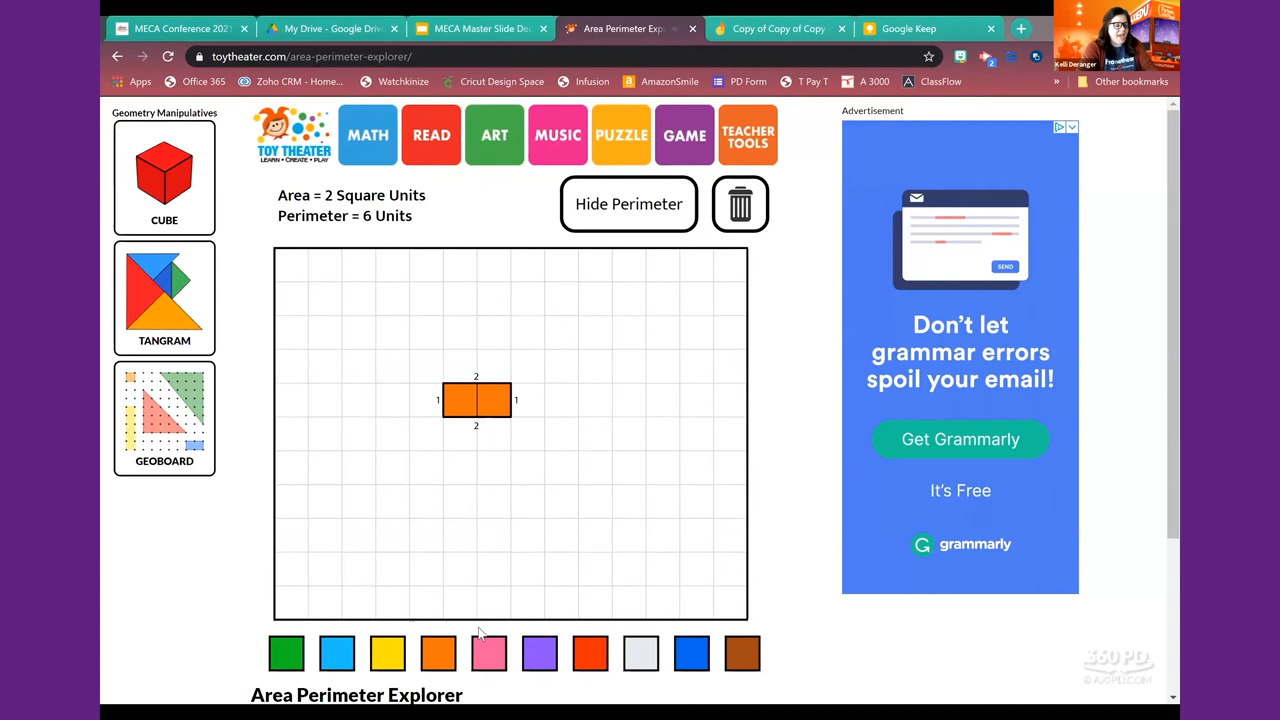 MECA Conference 2021
My Drive - Google Driv
MECA Master Slide De
Area Perimeter Exp
Copy of Copy of Copy
Google Keep
toytheater.com/area-perimeter-explorer/
Kelli Deranger
Apps
Office 365
Zoho CRM - Home...
Watchkinize
Cricut Design Space
Infusion
AmazonSmile
PD Form
T Pay T
A 3000
ClassFlow
»
Other bookmarks
Geometry Manipulatives
CUBE
TANGRAM
GEOBOARD
TOY THEATER
LEARN • CREATE • PLAY
MATH
READ
ART
MUSIC
PUZZLE
GAME
TEACHER
TOOLS
Area = 2 Square Units
Perimeter = 6 Units
Hide Perimeter
2
1
1
2
Area Perimeter Explorer
Advertisement
SEND
Don't let
grammar errors
spoil your email!
Get Grammarly
It's Free
grammarly
360PD